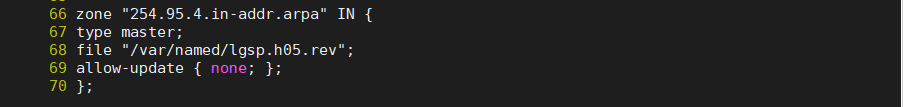 66 zone "254.95.4.in-addr.arpa" IN {
67 type master;
68 file "/var/named/lgsp.h05.rev";
69 allow-update { none; };
70 };